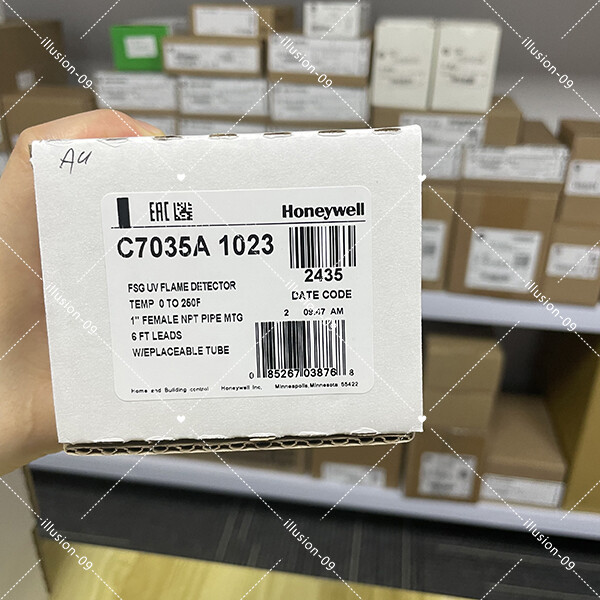 Au
EAC
Honeywell
C7035A 1023
2435
DATE CODE
2 09:47 AM
FSG UV FLAME DETECTOR
TEMP 0 TO 250F
1" FEMALE NPT PIPE MTG
6 FT LEADS
W/EPLACEABLE TUBE
0 85267 03876 8
Home and Building control Honeywell Inc. Minneapolis, Minnesota 55422
illusion-09